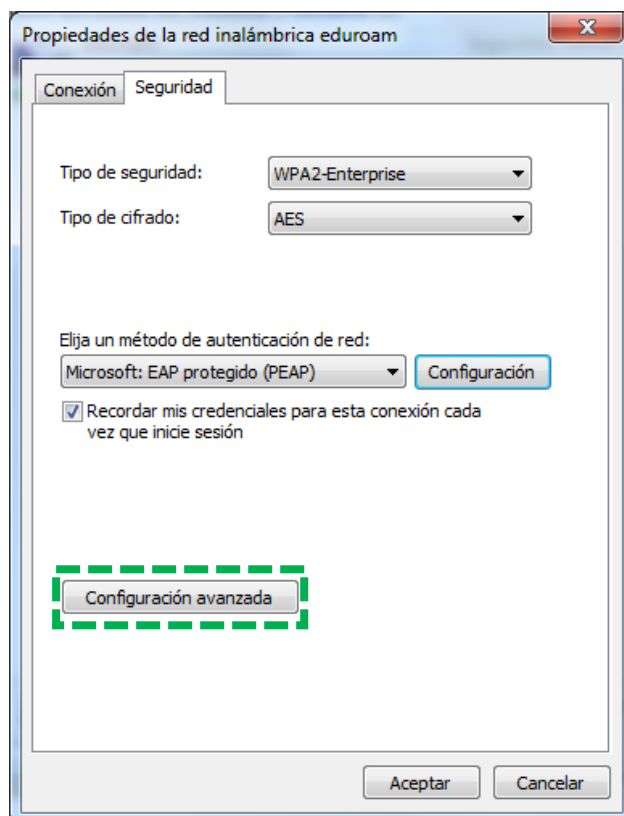 Propiedades de la red inalámbrica eduroam
Conexión
Seguridad
Tipo de seguridad:
WPA2-Enterprise
Tipo de cifrado:
AES
Elija un método de autenticación de red:
Microsoft: EAP protegido (PEAP)
Configuración
Recordar mis credenciales para esta conexión cada
vez que inicie sesión
Configuración avanzada
Aceptar
Cancelar